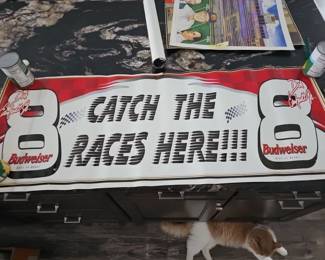 CATCH THE
RACES HERE!!!
8
Budweiser
8
Budweiser